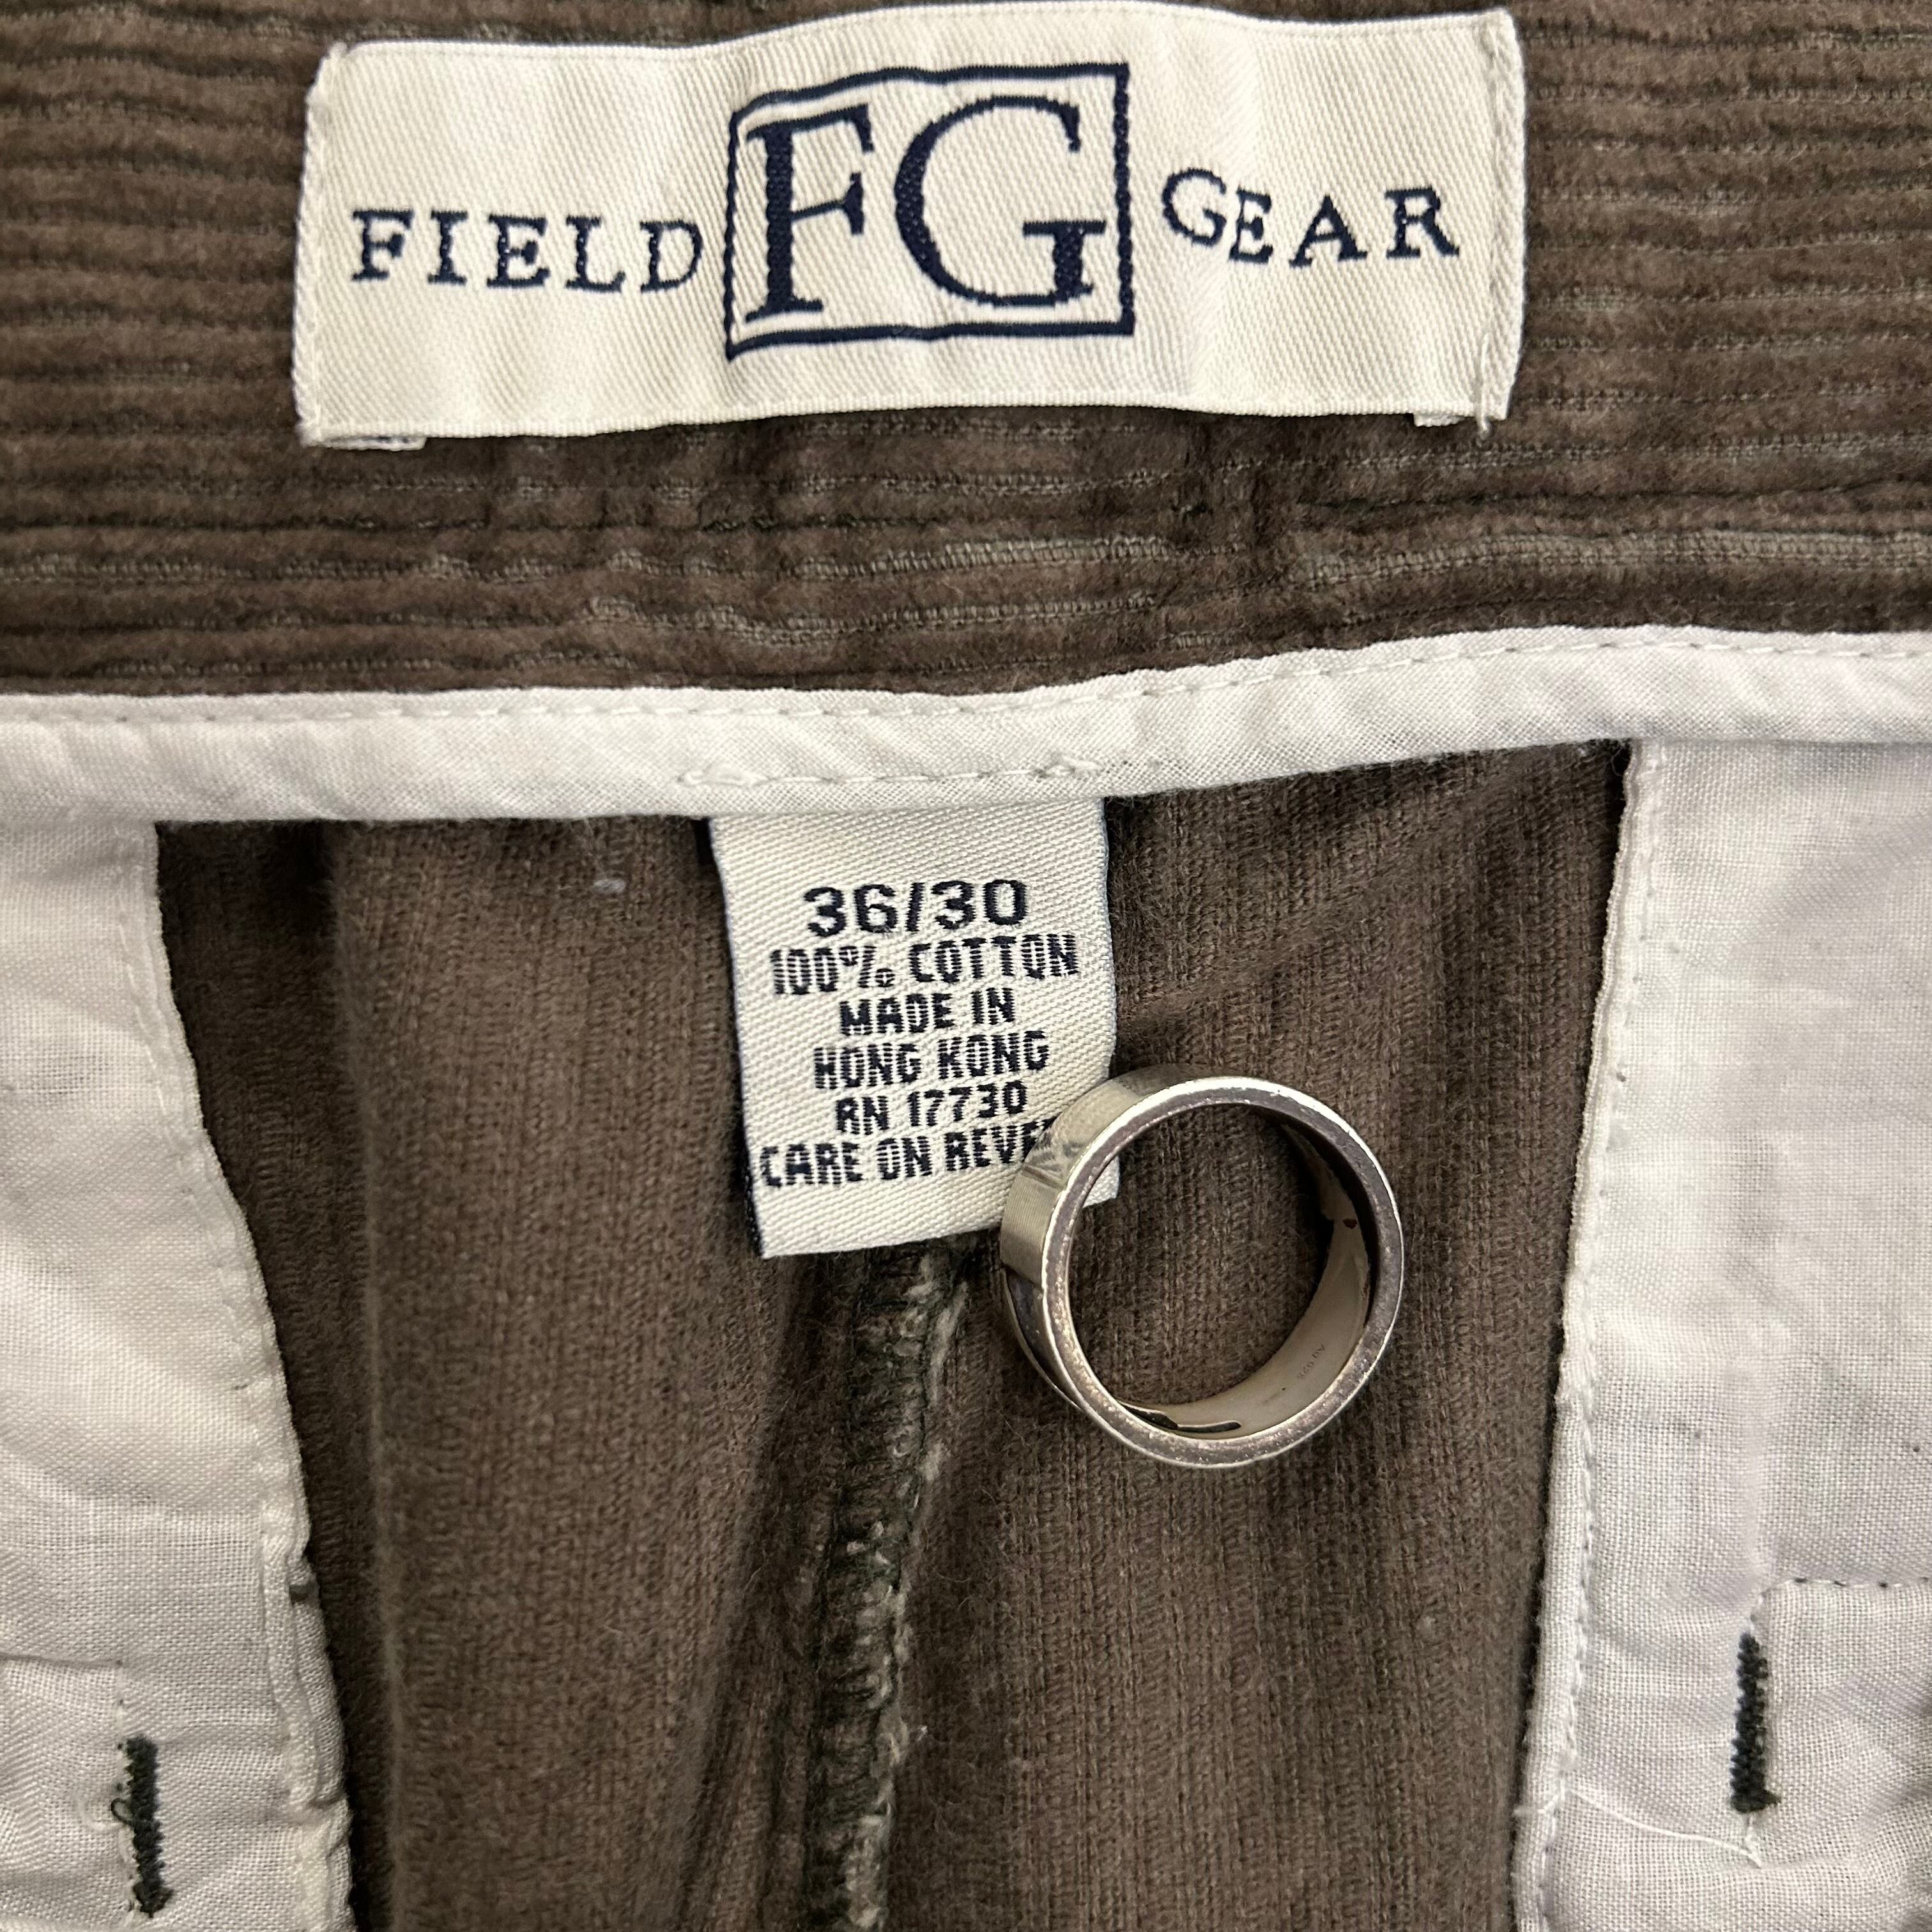 FIELD FG GEAR
36/30
100% COTTON
MADE IN
HONG KONG
RN 17730
CARE ON REVE